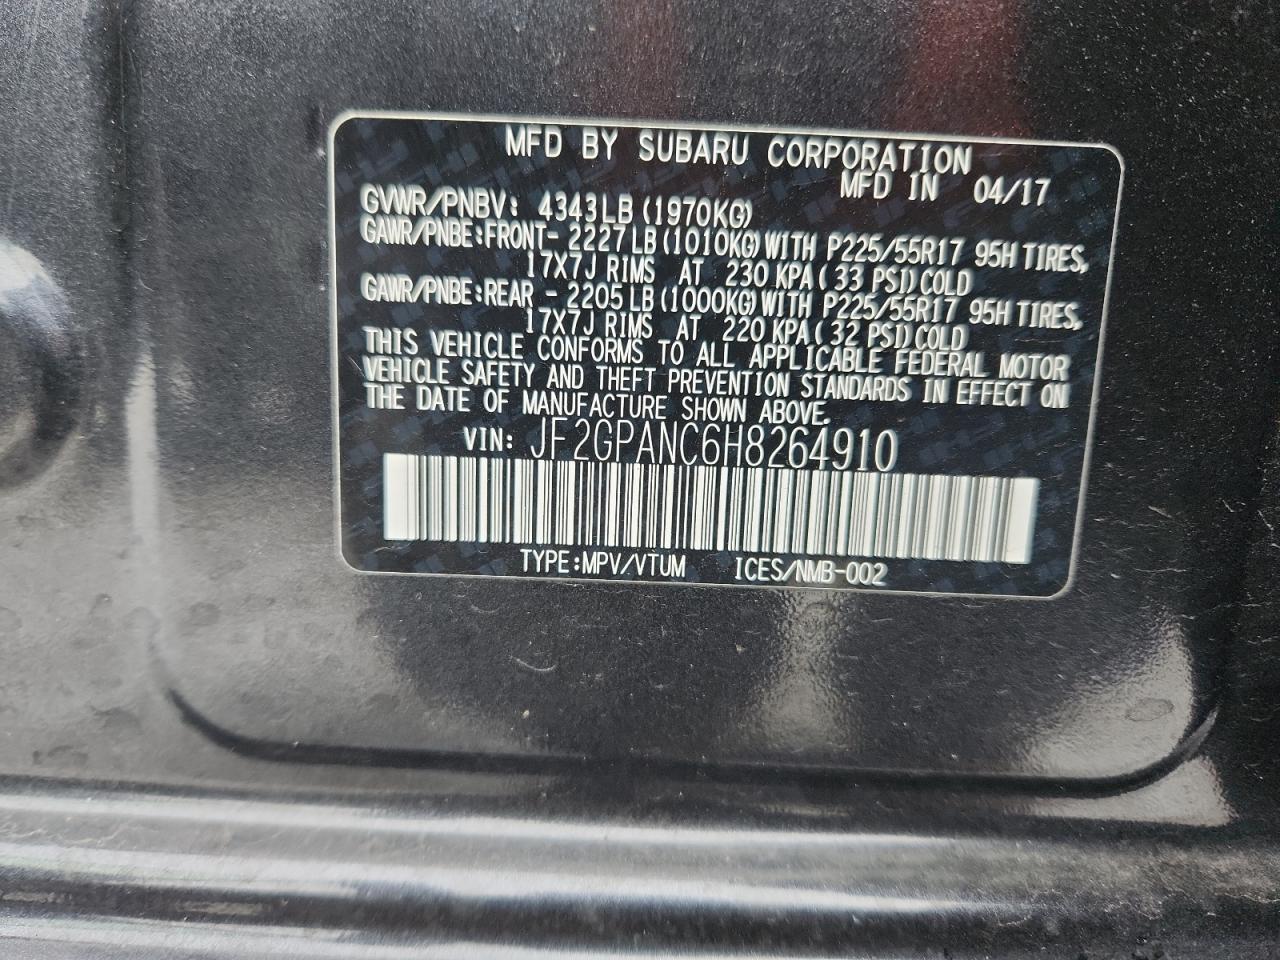 MFD BY SUBARU CORPORATION
MFD IN 04/17
GVWR/PNBV: 4343LB (1970KG)
GAWR/PNBE:FRONT- 2227LB (1010KG) WITH P225/55R17 95H TIRES,
17X7J RIMS AT 230 KPA (33 PSI) COLD
GAWR/PNBE:REAR - 2205LB (1000KG) WITH P225/55R17 95H TIRES,
17X7J RIMS AT 220 KPA (32 PSI) COLD
THIS VEHICLE CONFORMS TO ALL APPLICABLE FEDERAL MOTOR
VEHICLE SAFETY AND THEFT PREVENTION STANDARDS IN EFFECT ON
THE DATE OF MANUFACTURE SHOWN ABOVE.
VIN: JF2GPANC6H8264910
TYPE:MPV/VTUM ICES/NMB-002